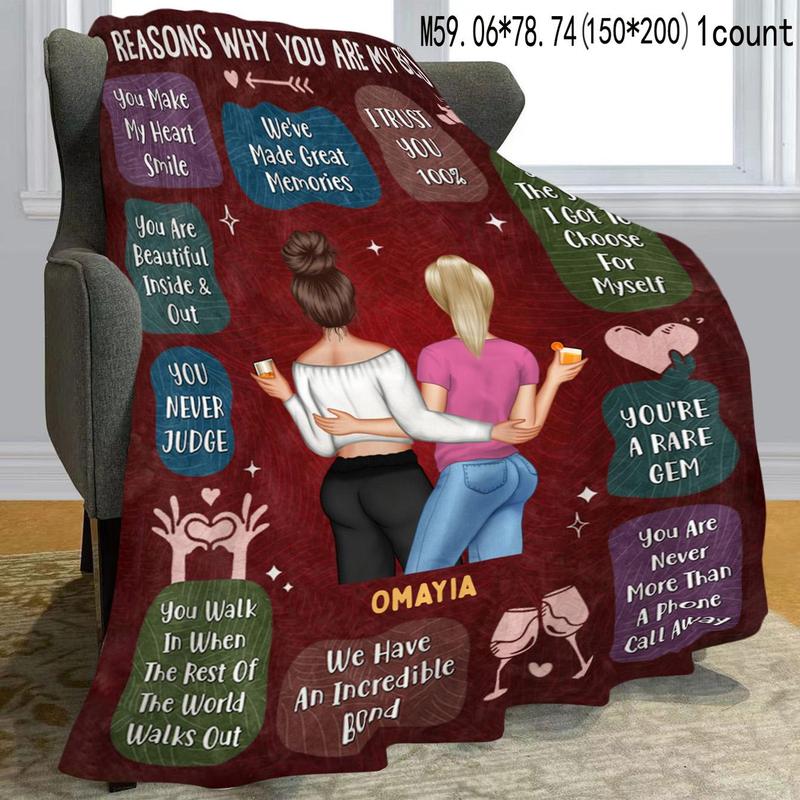 M59.06*78.74(150*200)1count
REASONS WHY YOU ARE MY
You Make
My Heart
Smile
We've
Made Great
Memories
I TRUST
YOU
100%
The
I Got To
Choose
For
Myself
You Are
Beautiful
Inside &
Out
YOU
NEVER
JUDGE
YOU'RE
A RARE
GEM
You Are
Never
More Than
A Phone
Call Away
OMAYIA
You Walk
In When
The Rest Of
The World
Walks Out
We Have
An Incredible
Bond